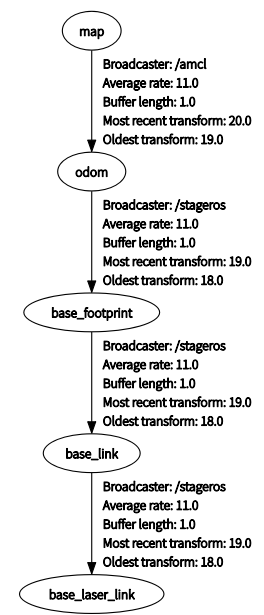 map
Broadcaster: /amcl
Average rate: 11.0
Buffer length: 1.0
Most recent transform: 20.0
Oldest transform: 19.0
odom
Broadcaster: /stageros
Average rate: 11.0
Buffer length: 1.0
Most recent transform: 19.0
Oldest transform: 18.0
base_footprint
Broadcaster: /stageros
Average rate: 11.0
Buffer length: 1.0
Most recent transform: 19.0
Oldest transform: 18.0
base_link
Broadcaster: /stageros
Average rate: 11.0
Buffer length: 1.0
Most recent transform: 19.0
Oldest transform: 18.0
base_laser_link